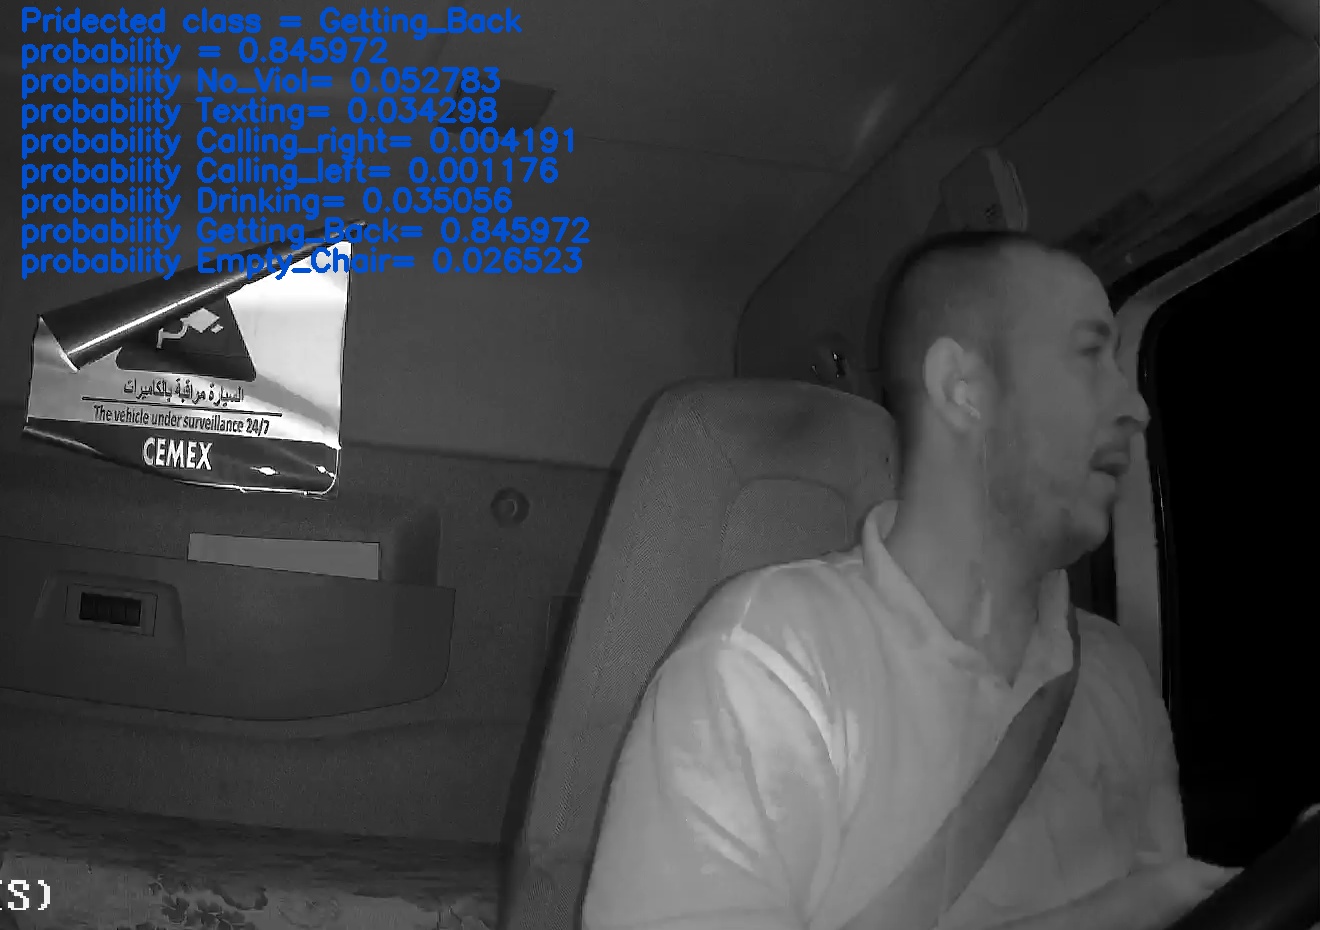 Pridected class = Getting_Back
probability = 0.845972
probability No_Viol= 0.052783
probability Texting= 0.034298
probability Calling_right= 0.004191
probability Calling_left= 0.001176
probability Drinking= 0.035056
probability Getting_Back= 0.845972
probability Empty_Chair= 0.026523
السيارة مراقبة بالكاميرات
The vehicle under surveillance 24/7
CEMEX
S)